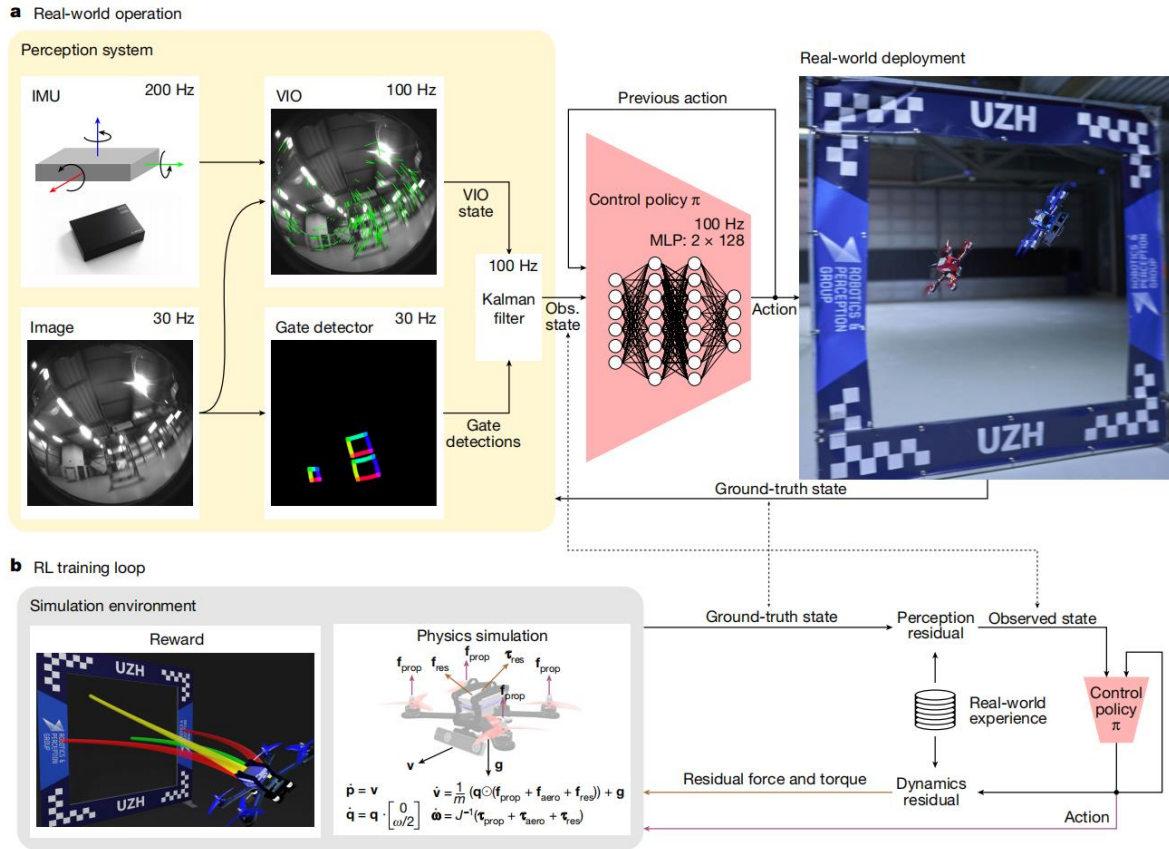 a Real-world operation
Perception system
IMU
200 Hz
VIO
100 Hz
Image
30 Hz
Gate detector
30 Hz
VIO
state
Gate
detections
100 Hz
Kalman
filter
Obs.
state
Previous action
Control policy π
100 Hz
MLP: 2 × 128
Action
Real-world deployment
UZH
ROBOTICS &
PERCEPTION
GROUP
ROBOTICS &
PERCEPTION
GROUP
UZH
Ground-truth state
b RL training loop
Simulation environment
Reward
UZH
ROBOTICS &
PERCEPTION
GROUP
UZH
Physics simulation
f_prop
f_res
f_prop
τ_res
f_prop
f_prop
v
g
ṗ = v
v̇ = 1/m (q⊙(f_prop + f_aero + f_res)) + g
q̇ = q · [0 ω/2]
ω̇ = J⁻¹(τ_prop + τ_aero + τ_res)
Ground-truth state
Perception
residual
Observed state
Real-world
experience
Control
policy
π
Residual force and torque
Dynamics
residual
Action